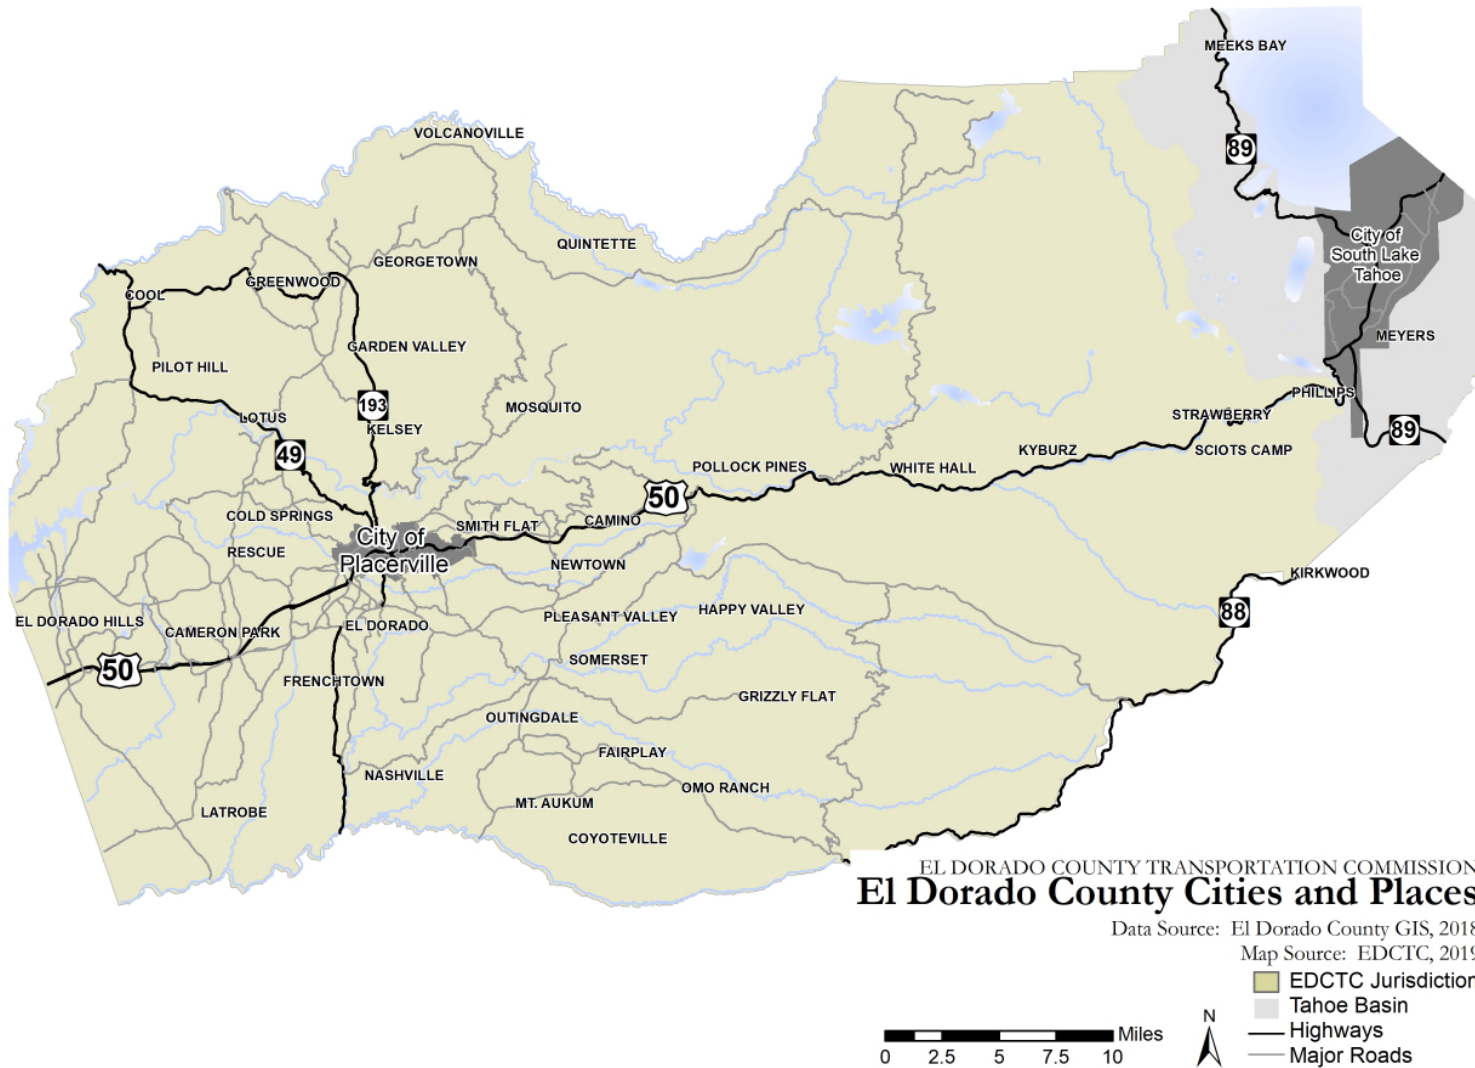 MEEKS BAY
VOLCANOVILLE
89
QUINTETTE
City of
South Lake
Tahoe
GEORGETOWN
GREENWOOD
COOL
MEYERS
GARDEN VALLEY
PILOT HILL
PHILLIPS
193
MOSQUITO
STRAWBERRY
LOTUS
KELSEY
89
49
KYBURZ
SCIOTS CAMP
POLLOCK PINES
WHITE HALL
50
COLD SPRINGS
SMITH FLAT
CAMINO
City of
Placerville
RESCUE
NEWTOWN
KIRKWOOD
HAPPY VALLEY
88
PLEASANT VALLEY
EL DORADO HILLS
EL DORADO
CAMERON PARK
SOMERSET
50
FRENCHTOWN
GRIZZLY FLAT
OUTINGDALE
FAIRPLAY
NASHVILLE
OMO RANCH
MT. AUKUM
LATROBE
COYOTEVILLE
EL DORADO COUNTY TRANSPORTATION COMMISSION
El Dorado County Cities and Places
Data Source: El Dorado County GIS, 2018
Map Source: EDCTC, 2019
EDCTC Jurisdiction
Tahoe Basin
Highways
Major Roads
N
Miles
0 2.5 5 7.5 10